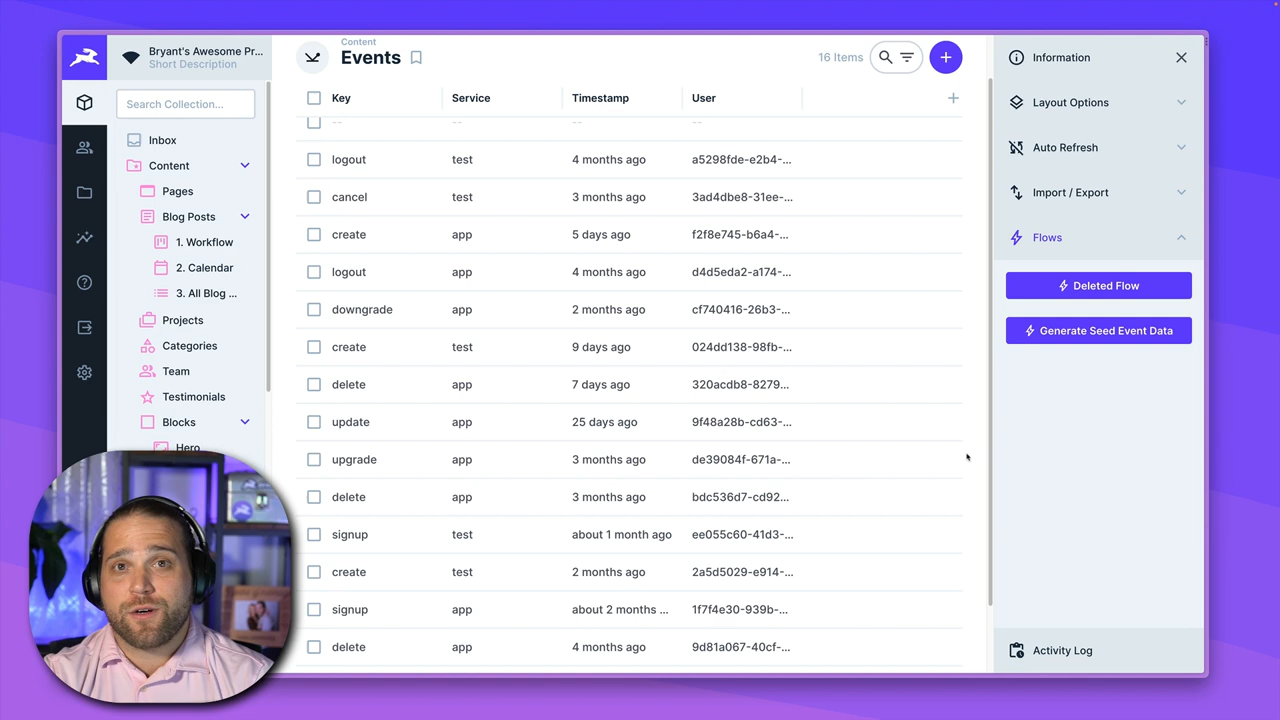 Bryant's Awesome Pr...
Short Description
Search Collection...
Inbox
Content
Pages
Blog Posts
1. Workflow
2. Calendar
3. All Blog ...
Projects
Categories
Team
Testimonials
Blocks
Hero
Content
Events
16 Items
Key Service Timestamp User
-- -- -- --
logout test 4 months ago a5298fde-e2b4-...
cancel test 3 months ago 3ad4dbe8-31ee-...
create app 5 days ago f2f8e745-b6a4-...
logout app 4 months ago d4d5eda2-a174-...
downgrade app 2 months ago cf740416-26b3-...
create test 9 days ago 024dd138-98fb-...
delete app 7 days ago 320acdb8-8279...
update app 25 days ago 9f48a28b-cd63-...
upgrade app 3 months ago de39084f-671a-...
delete app 3 months ago bdc536d7-cd92...
signup test about 1 month ago ee055c60-41d3-...
create test 2 months ago 2a5d5029-e914-...
signup app about 2 months ... 1f7f4e30-939b-...
delete app 4 months ago 9d81a067-40cf-...
Information
Layout Options
Auto Refresh
Import / Export
Flows
Deleted Flow
Generate Seed Event Data
Activity Log